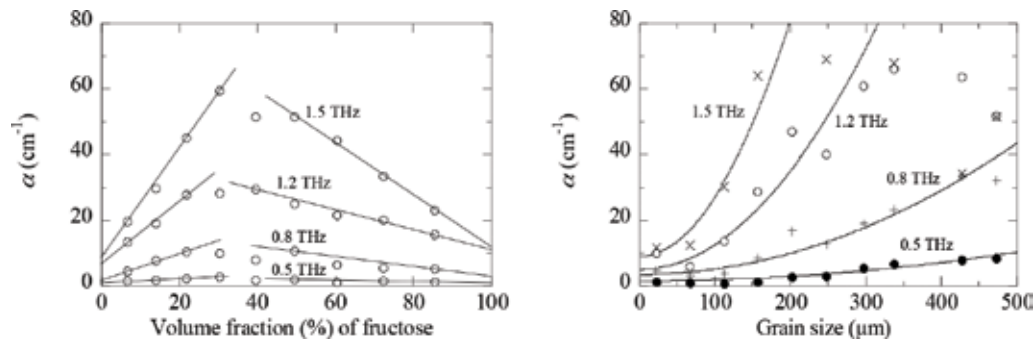 80
60
40
20
0
α (cm⁻¹)
1.5 THz
1.2 THz
0.8 THz
0.5 THz
0 20 40 60 80 100
Volume fraction (%) of fructose
80
60
40
20
0
α (cm⁻¹)
1.5 THz
1.2 THz
0.8 THz
0.5 THz
0 100 200 300 400 500
Grain size (μm)